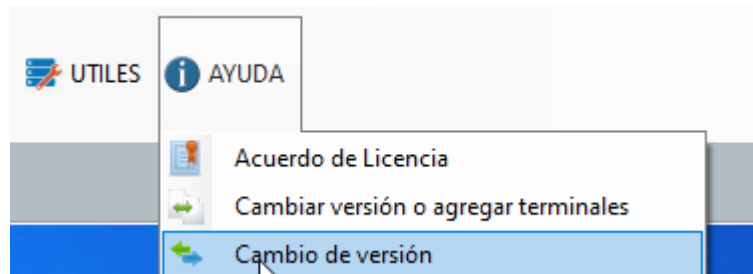 UTILES AYUDA
Acuerdo de Licencia
Cambiar versión o agregar terminales
Cambio de versión